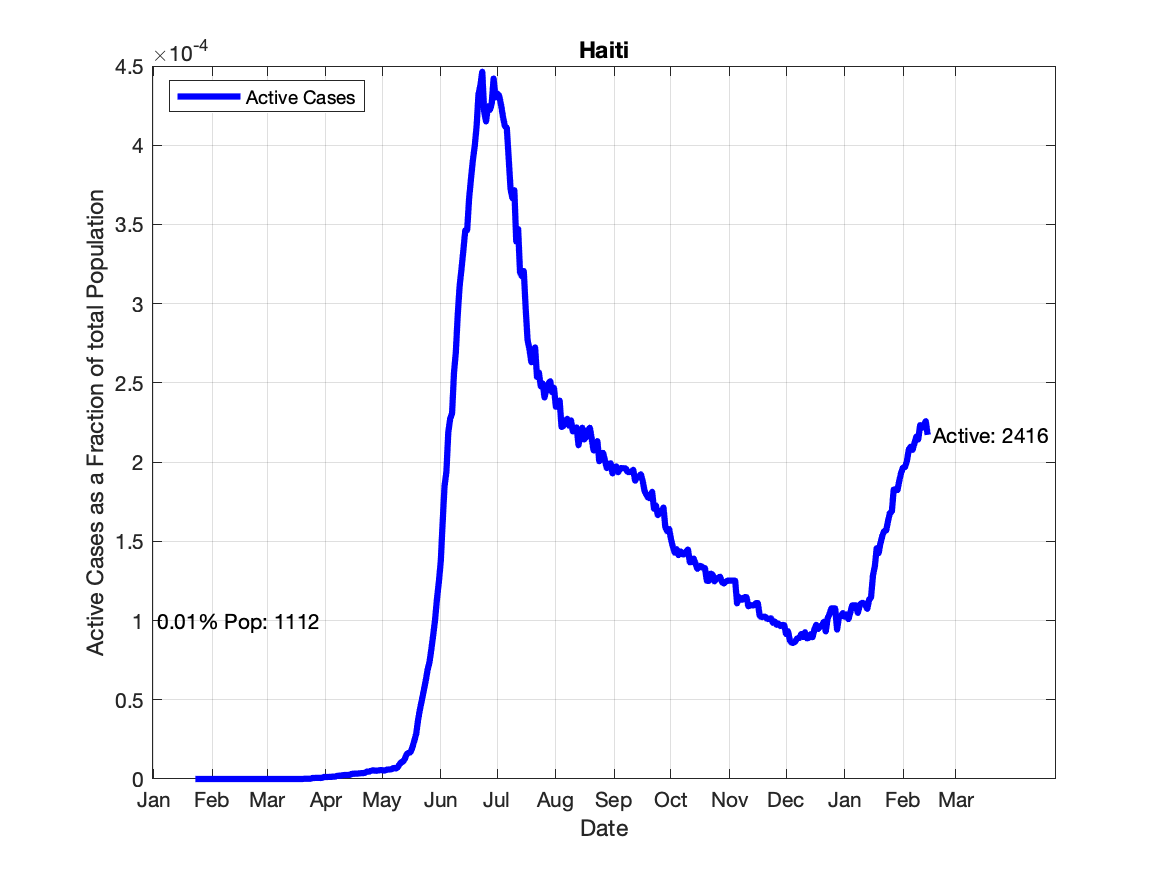 Haiti
×10⁻⁴
Active Cases
4.5
4
3.5
3
2.5
2
1.5
1
0.5
0
Active Cases as a Fraction of total Population
0.01% Pop: 1112
Active: 2416
Jan Feb Mar Apr May Jun Jul Aug Sep Oct Nov Dec Jan Feb Mar
Date